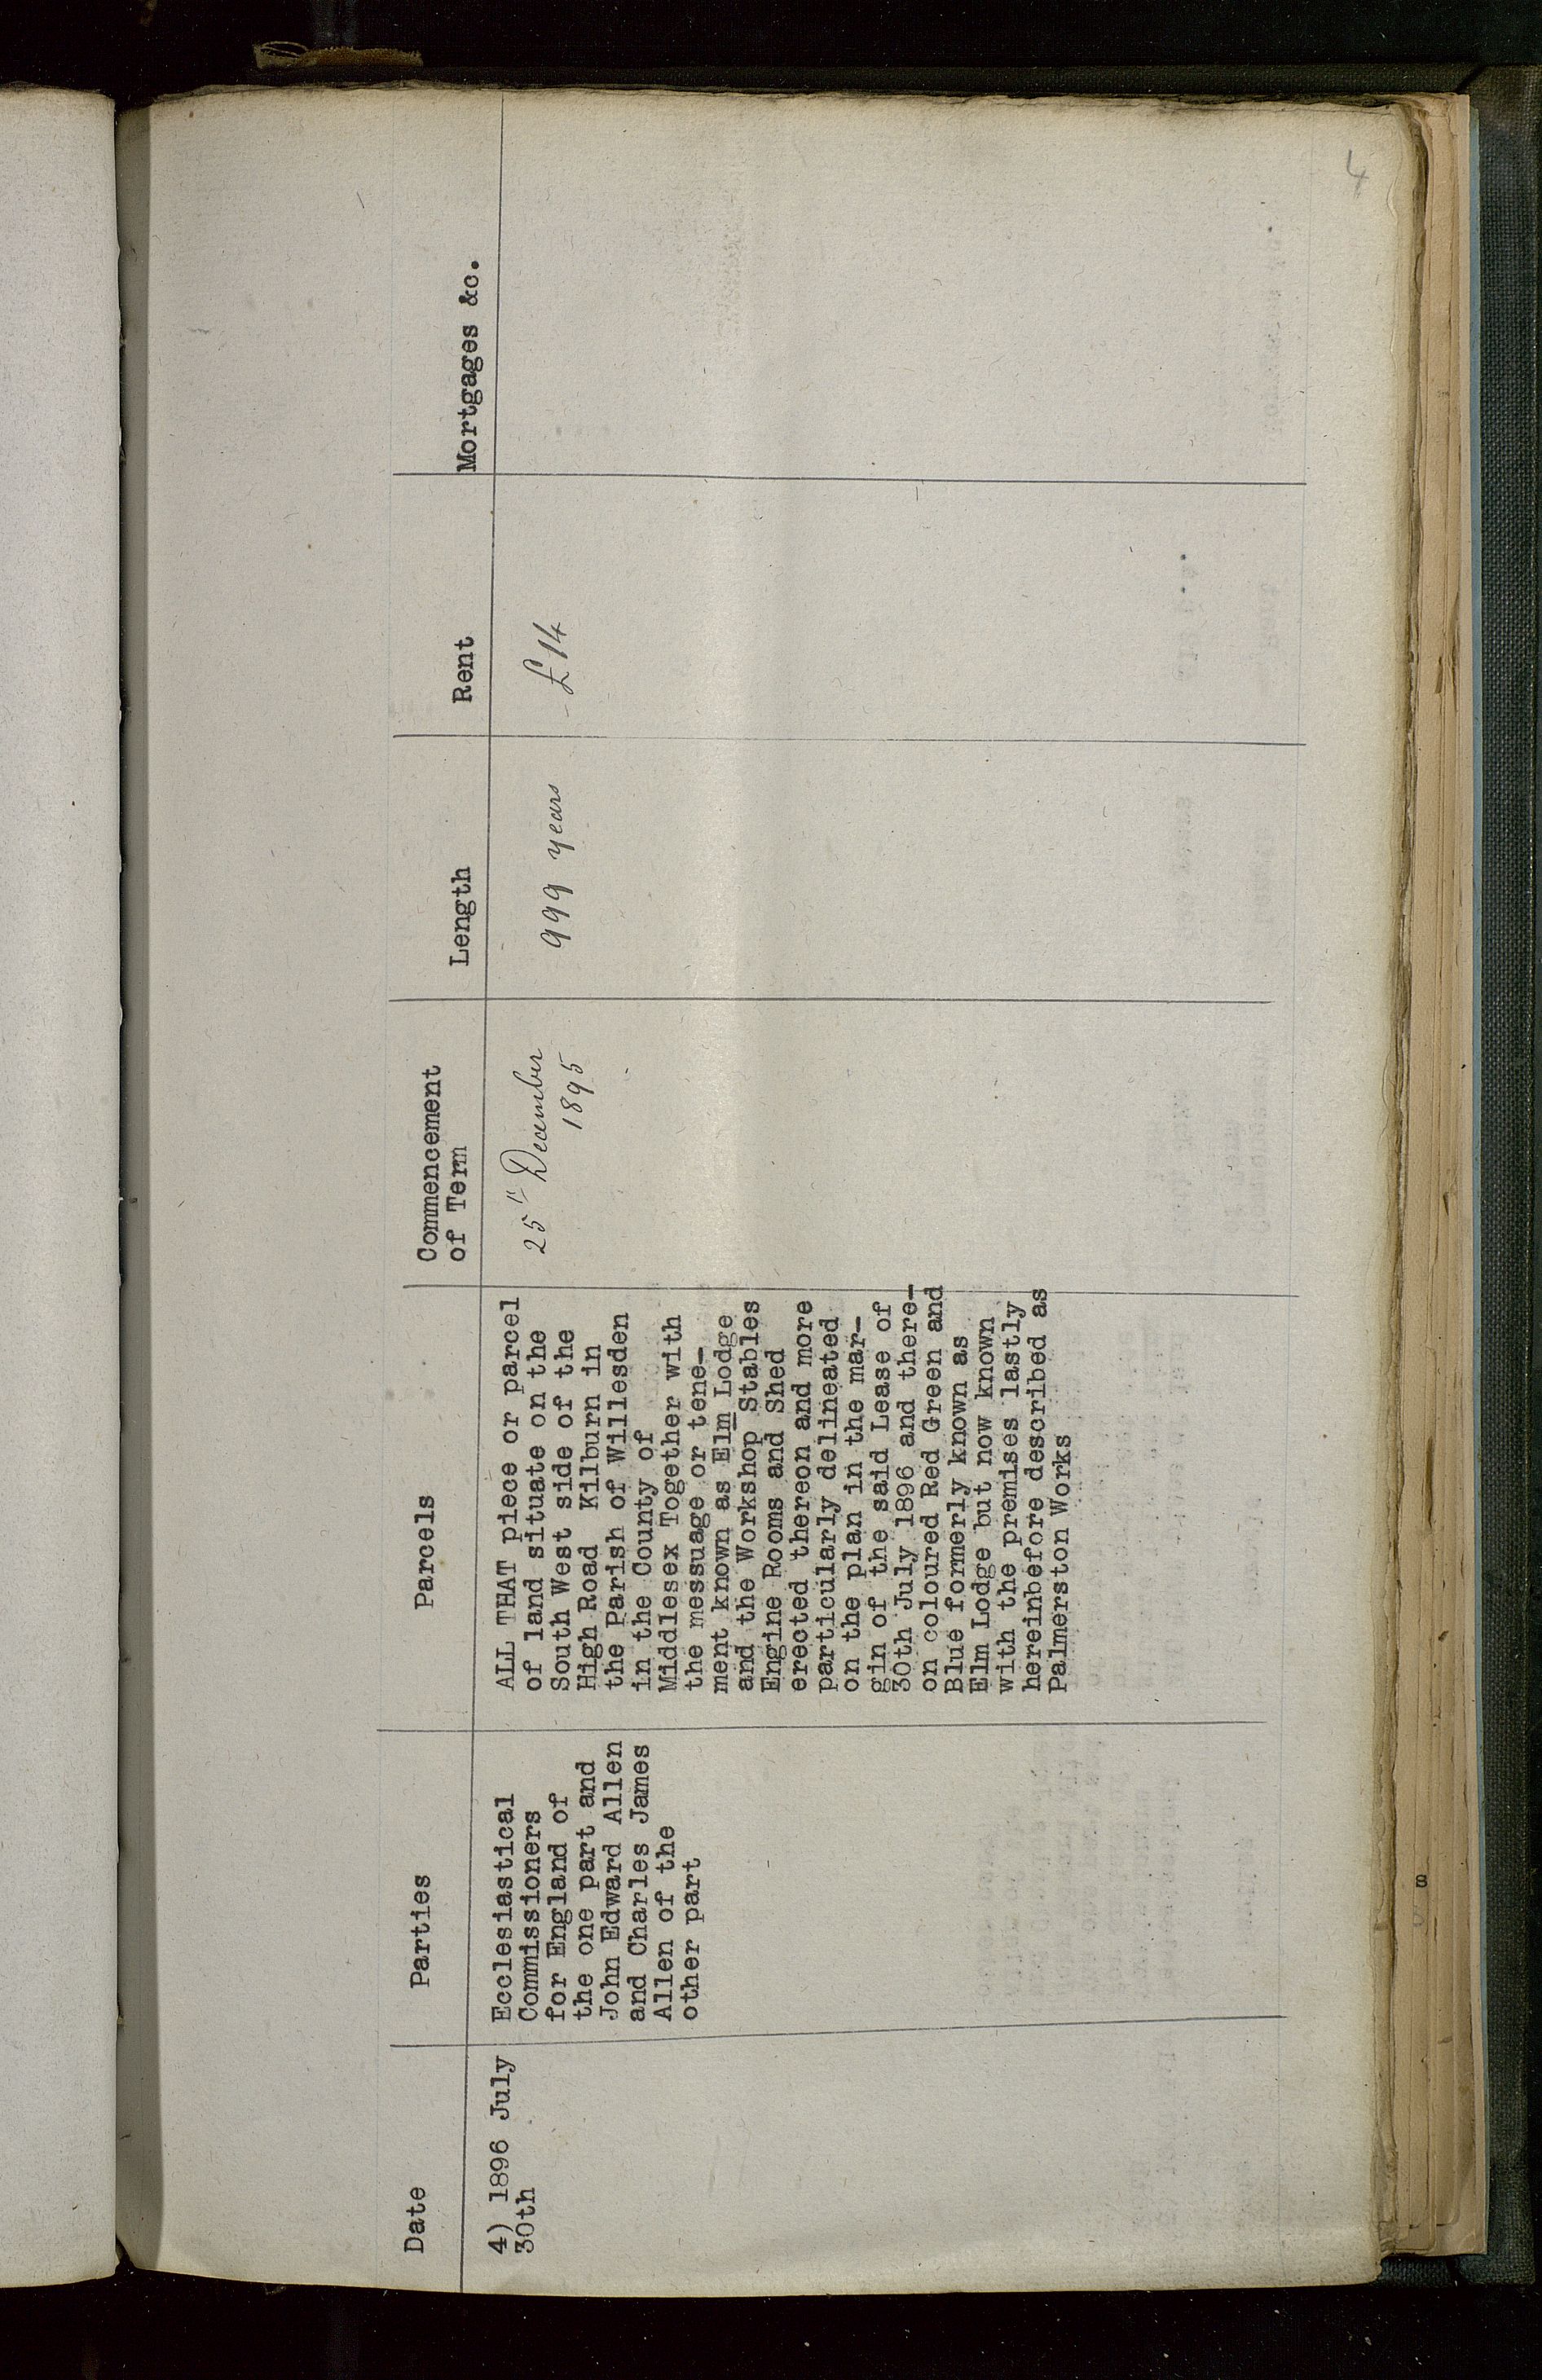 4
Date
Parties
Parcels
Commencement
of Term
Length
Rent
Mortgages &c.
4) 1896 July
30th
Ecclesiastical
Commissioners
for England of
the one part and
John Edward Allen
and Charles James
Allen of the
other part
ALL THAT piece or parcel
of land situate on the
South West side of the
High Road Kilburn in
the Parish of Willesden
in the County of
Middlesex Together with
the messuage or tene-
ment known as Elm Lodge
and the Workshop Stables
Engine Rooms and Shed
erected thereon and more
particularly delineated
on the plan in the mar-
gin of the said Lease of
30th July 1896 and there-
on coloured Red Green and
Blue formerly known as
Elm Lodge but now known
with the premises lastly
hereinbefore described as
Palmerston Works
25" December
1895
999 years
£14
s